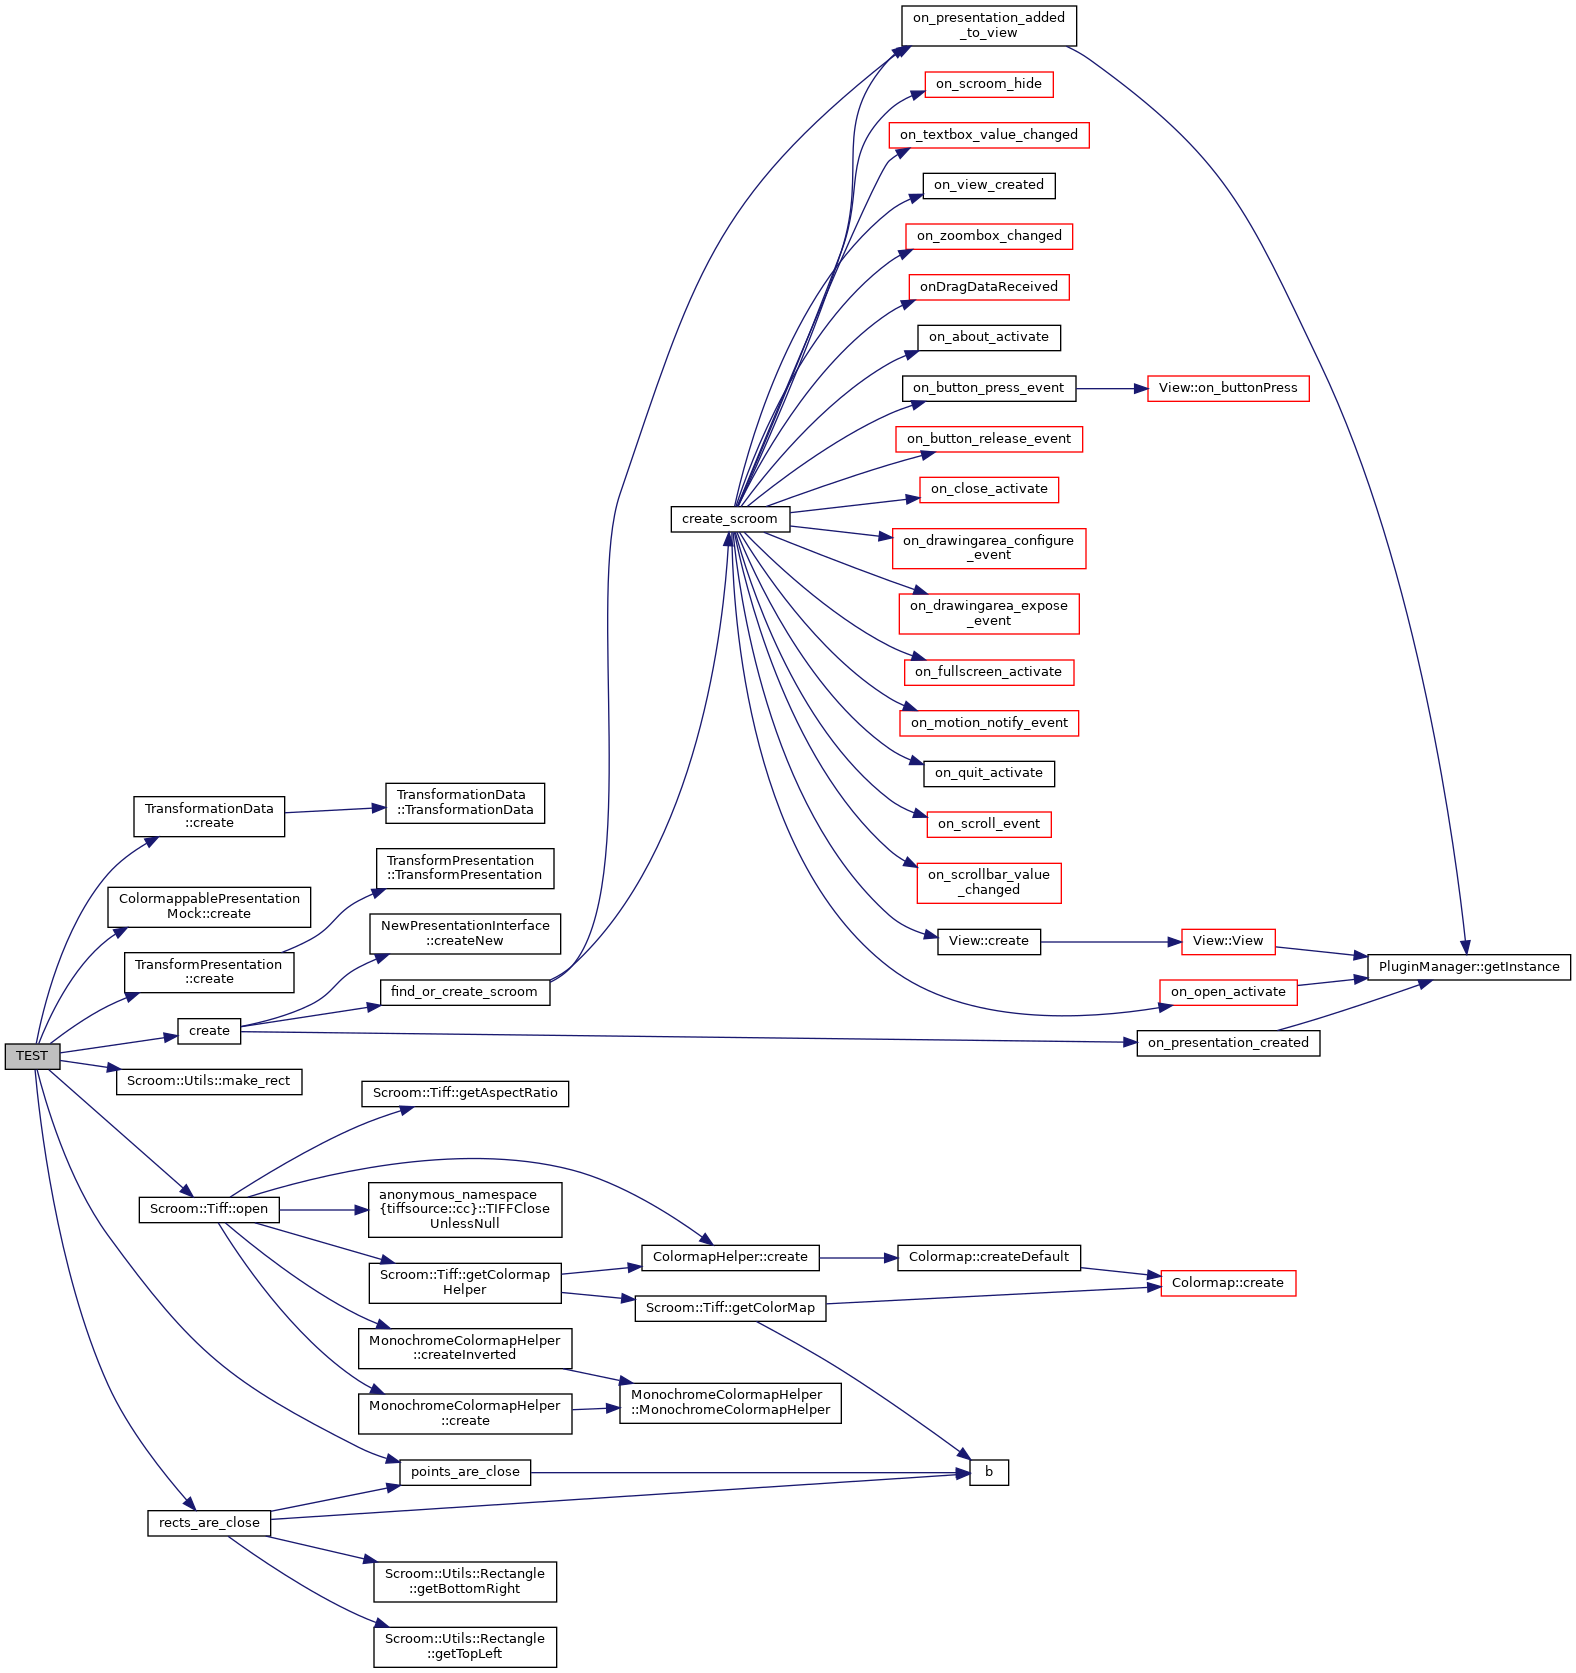 on_presentation_added
_to_view
on_scroom_hide
on_textbox_value_changed
on_view_created
on_zoombox_changed
onDragDataReceived
on_about_activate
on_button_press_event
View::on_buttonPress
on_button_release_event
on_close_activate
create_scroom
on_drawingarea_configure
_event
on_drawingarea_expose
_event
on_fullscreen_activate
on_motion_notify_event
on_quit_activate
on_scroll_event
on_scrollbar_value
_changed
View::create
View::View
PluginManager::getInstance
on_open_activate
on_presentation_created
TransformationData
::create
TransformationData
::TransformationData
TransformPresentation
::TransformPresentation
ColormappablePresentation
Mock::create
NewPresentationInterface
::createNew
TransformPresentation
::create
find_or_create_scroom
create
TEST
Scroom::Utils::make_rect
Scroom::Tiff::getAspectRatio
Scroom::Tiff::open
anonymous_namespace
{tiffsource::cc}::TIFFClose
UnlessNull
ColormapHelper::create
Colormap::createDefault
Colormap::create
Scroom::Tiff::getColormap
Helper
Scroom::Tiff::getColorMap
MonochromeColormapHelper
::createInverted
MonochromeColormapHelper
::MonochromeColormapHelper
MonochromeColormapHelper
::create
points_are_close
b
rects_are_close
Scroom::Utils::Rectangle
::getBottomRight
Scroom::Utils::Rectangle
::getTopLeft